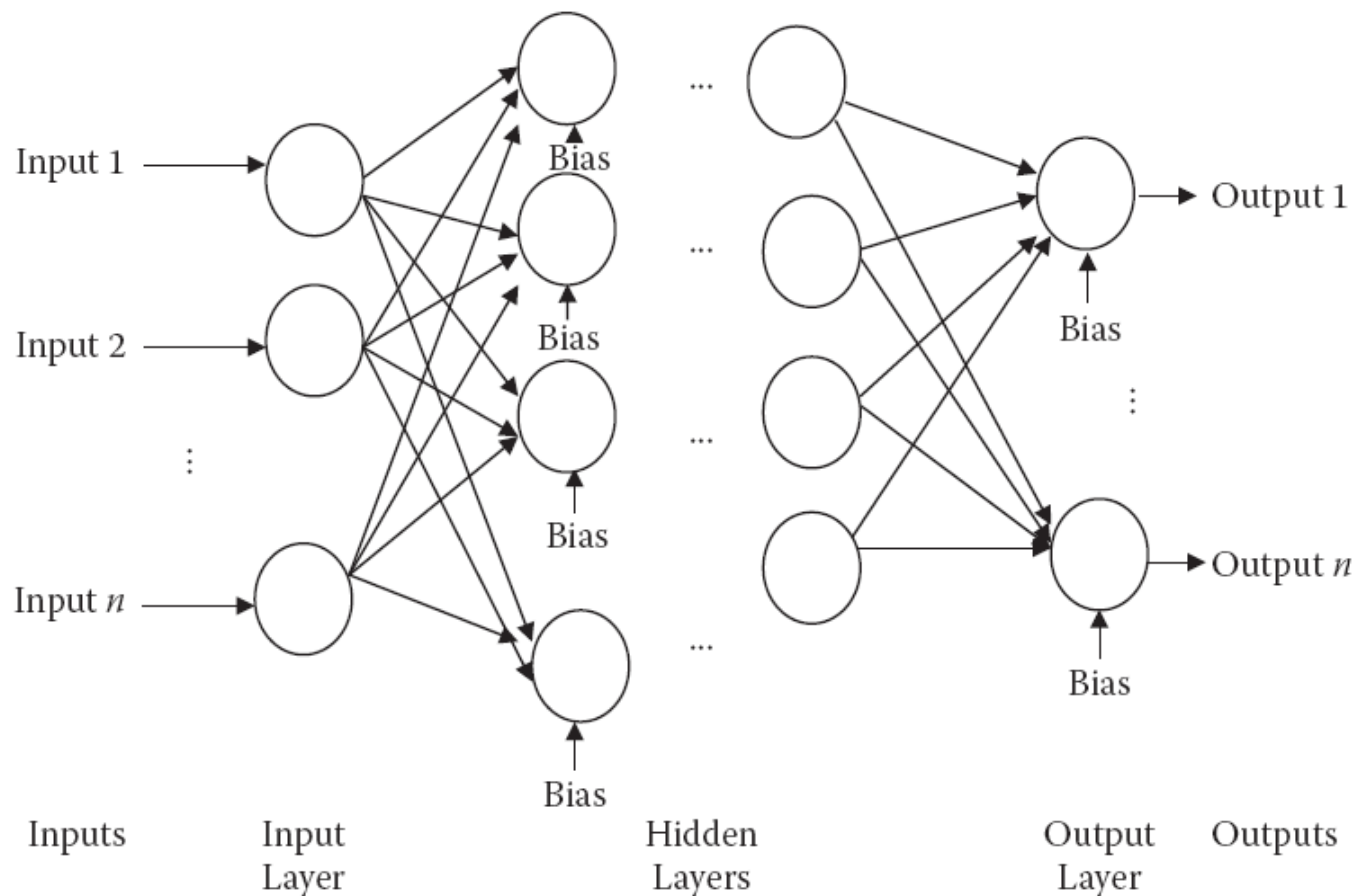 ...
Bias
Input 1
Output 1
...
Bias
Bias
Input 2
...
...
...
Bias
Input n
Output n
...
Bias
Bias
Inputs
Input
Layer
Hidden
Layers
Output
Layer
Outputs